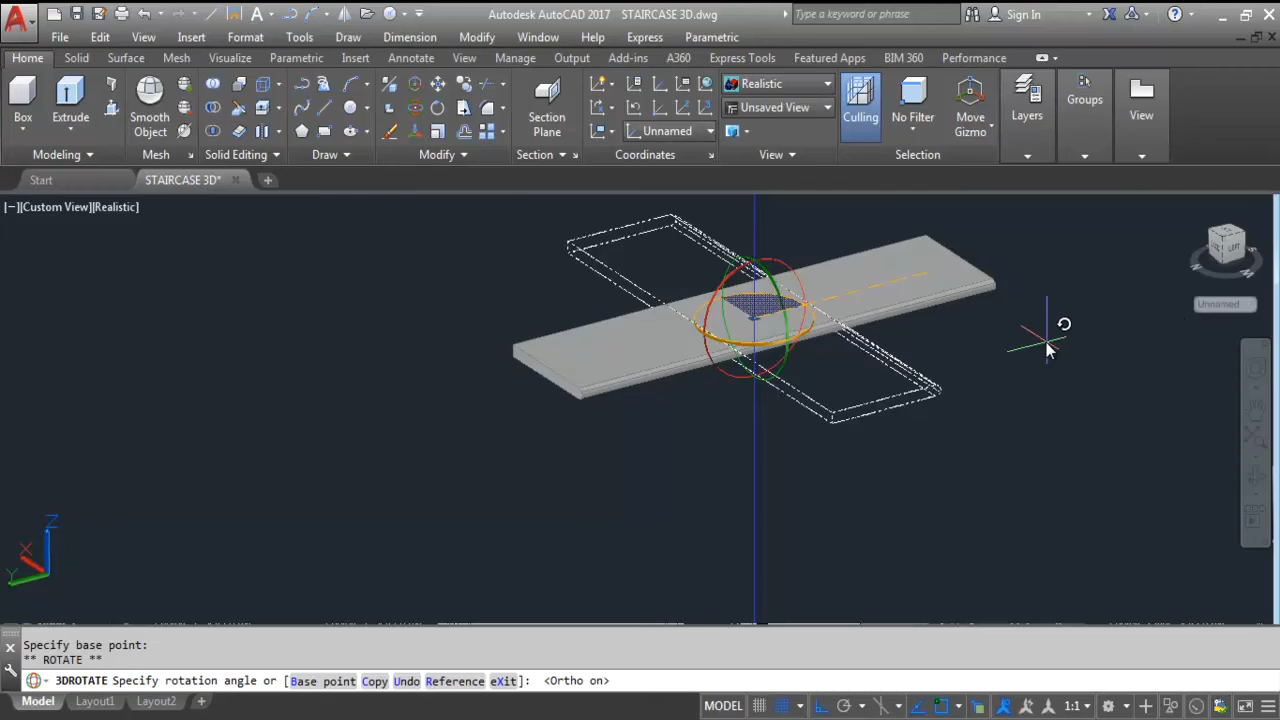 Autodesk AutoCAD 2017 STAIRCASE 3D.dwg
Type a keyword or phrase
Sign In
File Edit View Insert Format Tools Draw Dimension Modify Window Help Express Parametric
Home Solid Surface Mesh Visualize Parametric Insert Annotate View Manage Output Add-ins A360 Express Tools Featured Apps BIM 360 Performance
Box
Extrude
Smooth
Object
Section
Plane
Realistic
Unsaved View
Unnamed
Culling
No Filter
Move
Gizmo
Layers
Groups
View
Modeling Mesh Solid Editing Draw Modify Section Coordinates View Selection
Start STAIRCASE 3D*
[−][Custom View][Realistic]
LEFT
Unnamed
Z
X
Y
Specify base point:
** ROTATE **
3DROTATE Specify rotation angle or [Base point Copy Undo Reference eXit]: <Ortho on>
Model Layout1 Layout2 +
MODEL
1:1